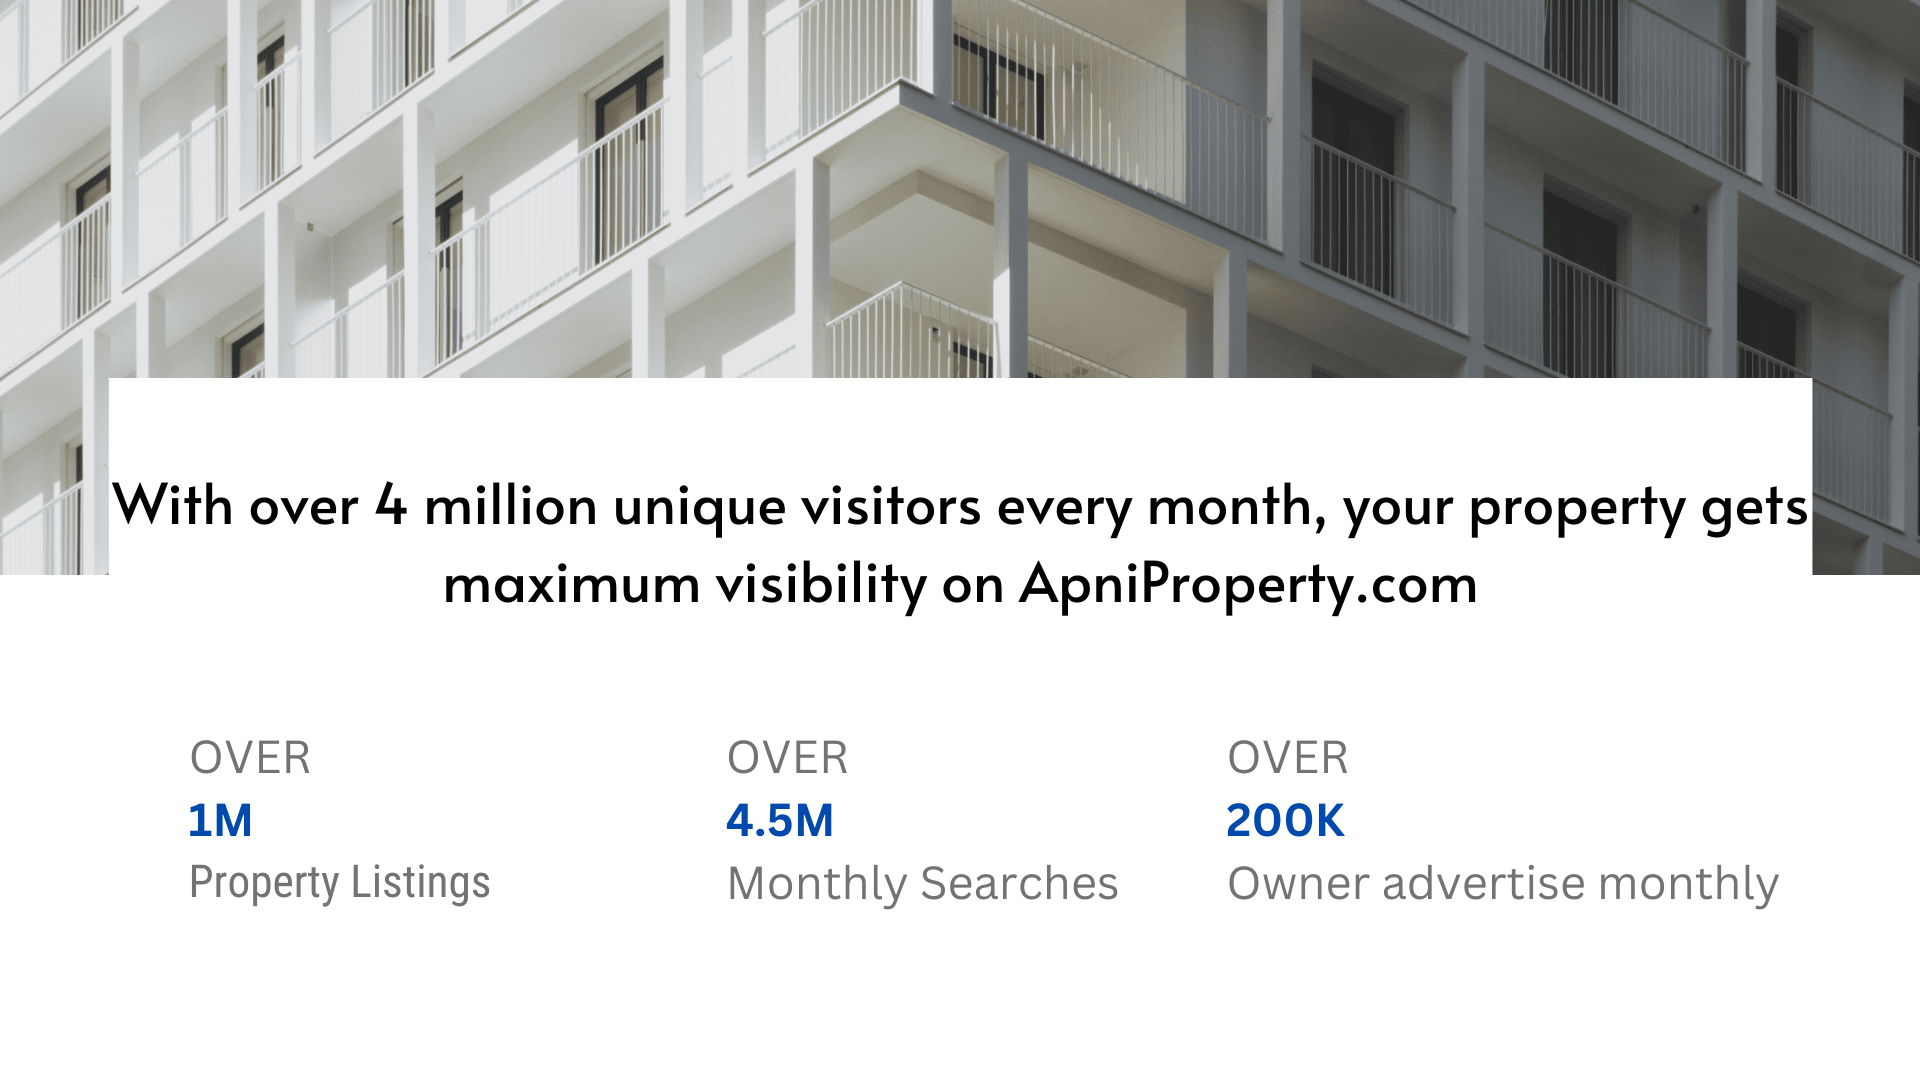 With over 4 million unique visitors every month, your property gets
maximum visibility on ApniProperty.com
OVER
1M
Property Listings
OVER
4.5M
Monthly Searches
OVER
200K
Owner advertise monthly